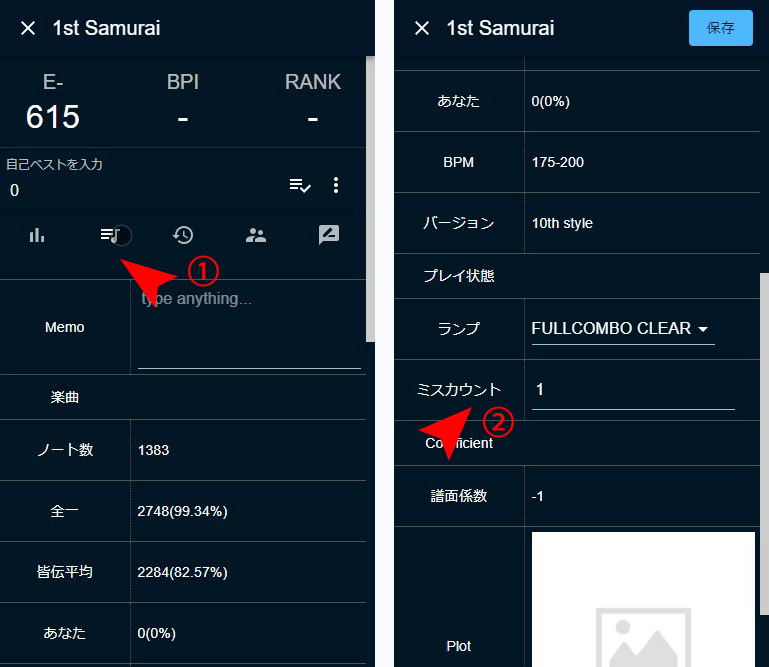 1st Samurai
E-
BPI
RANK
615
-
-
自己ベストを入力
0
①
Memo
type anything...
楽曲
ノート数
1383
全一
2748(99.34%)
皆伝平均
2284(82.57%)
あなた
0(0%)
1st Samurai
保存
あなた
0(0%)
BPM
175-200
バージョン
10th style
プレイ状態
ランプ
FULLCOMBO CLEAR
ミスカウント
1
②
Coefficient
譜面係数
-1
Plot